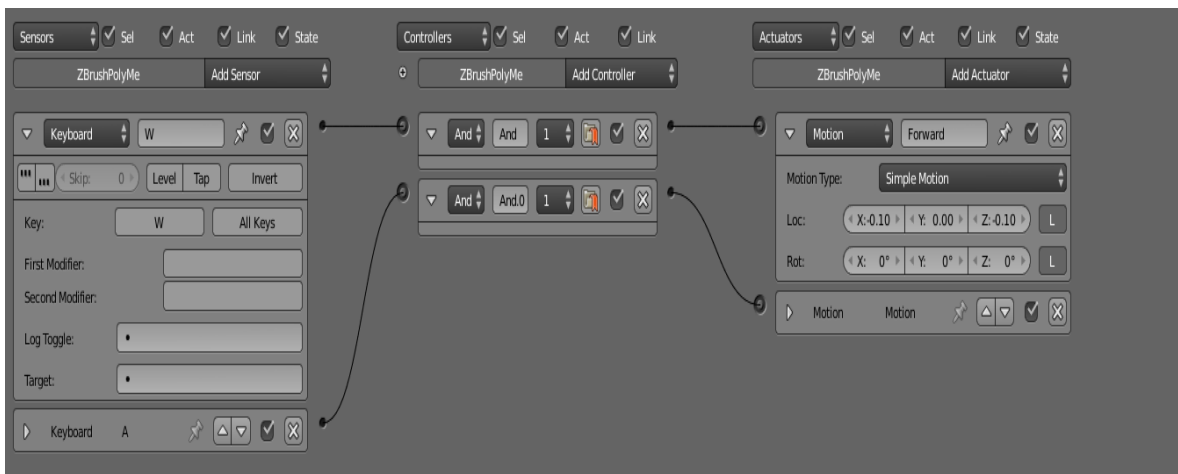 Sensors Sel Act Link State
ZBrushPolyMe Add Sensor
Keyboard W
Skip: 0 Level Tap Invert
Key: W All Keys
First Modifier:
Second Modifier:
Log Toggle:
Target:
Keyboard A
Controllers Sel Act Link
ZBrushPolyMe Add Controller
And And 1
And And.0 1
Actuators Sel Act Link State
ZBrushPolyMe Add Actuator
Motion Forward
Motion Type: Simple Motion
Loc: X:-0.10 Y: 0.00 Z:-0.10 L
Rot: X: 0° Y: 0° Z: 0° L
Motion Motion